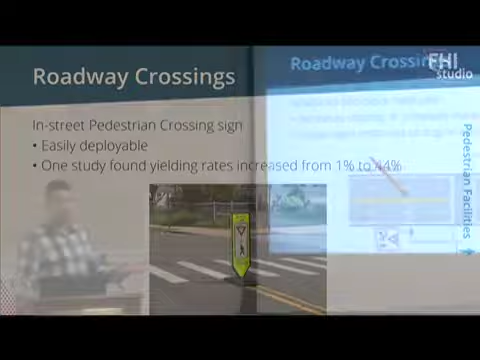 Roadway Crossings
In-street Pedestrian Crossing sign
• Easily deployable
• One study found yielding rates increased from 1% to 44%
Roadway Crossin
FHI
studio
Pedestrian Facilities